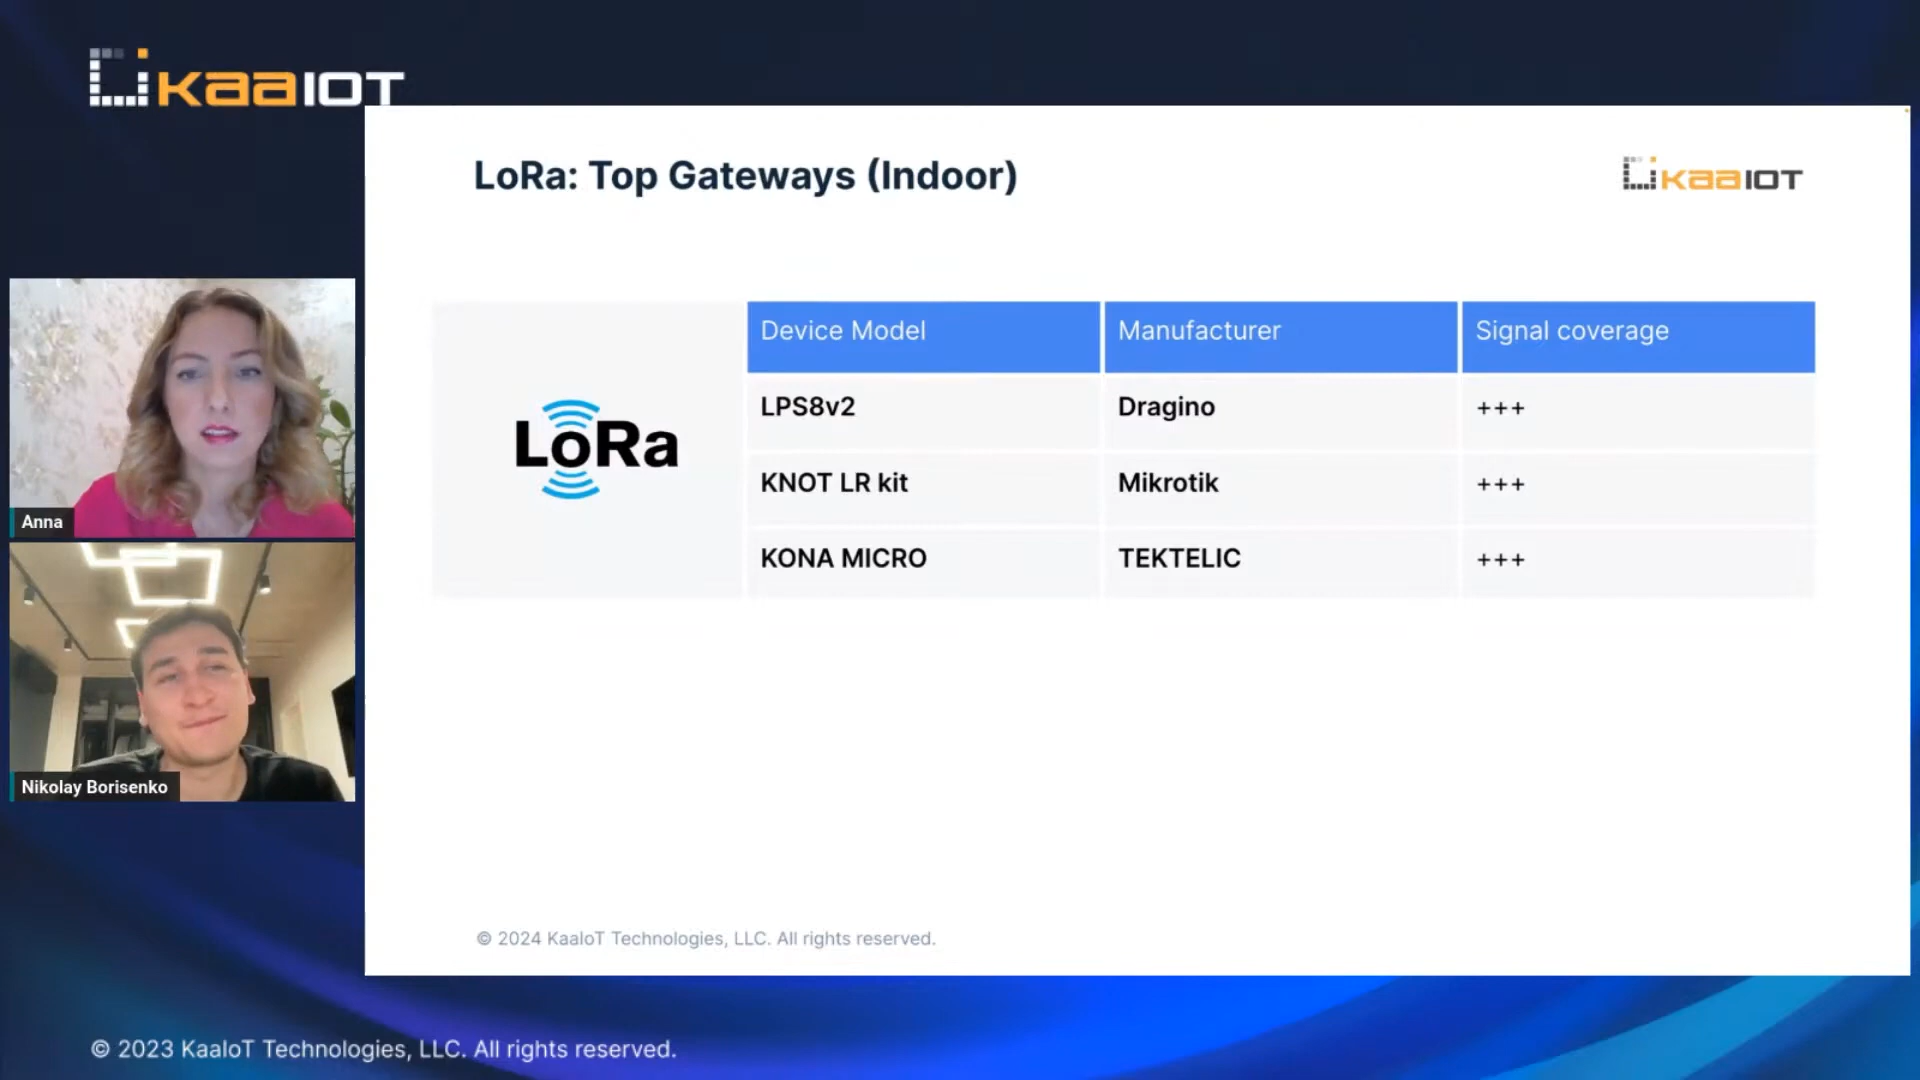 kaaIOT
LoRa: Top Gateways (Indoor)
kaaIOT
Device Model Manufacturer Signal coverage
LoRa
LPS8v2 Dragino +++
KNOT LR kit Mikrotik +++
KONA MICRO TEKTELIC +++
Anna
Nikolay Borisenko
© 2024 KaaIoT Technologies, LLC. All rights reserved.
© 2023 KaaIoT Technologies, LLC. All rights reserved.